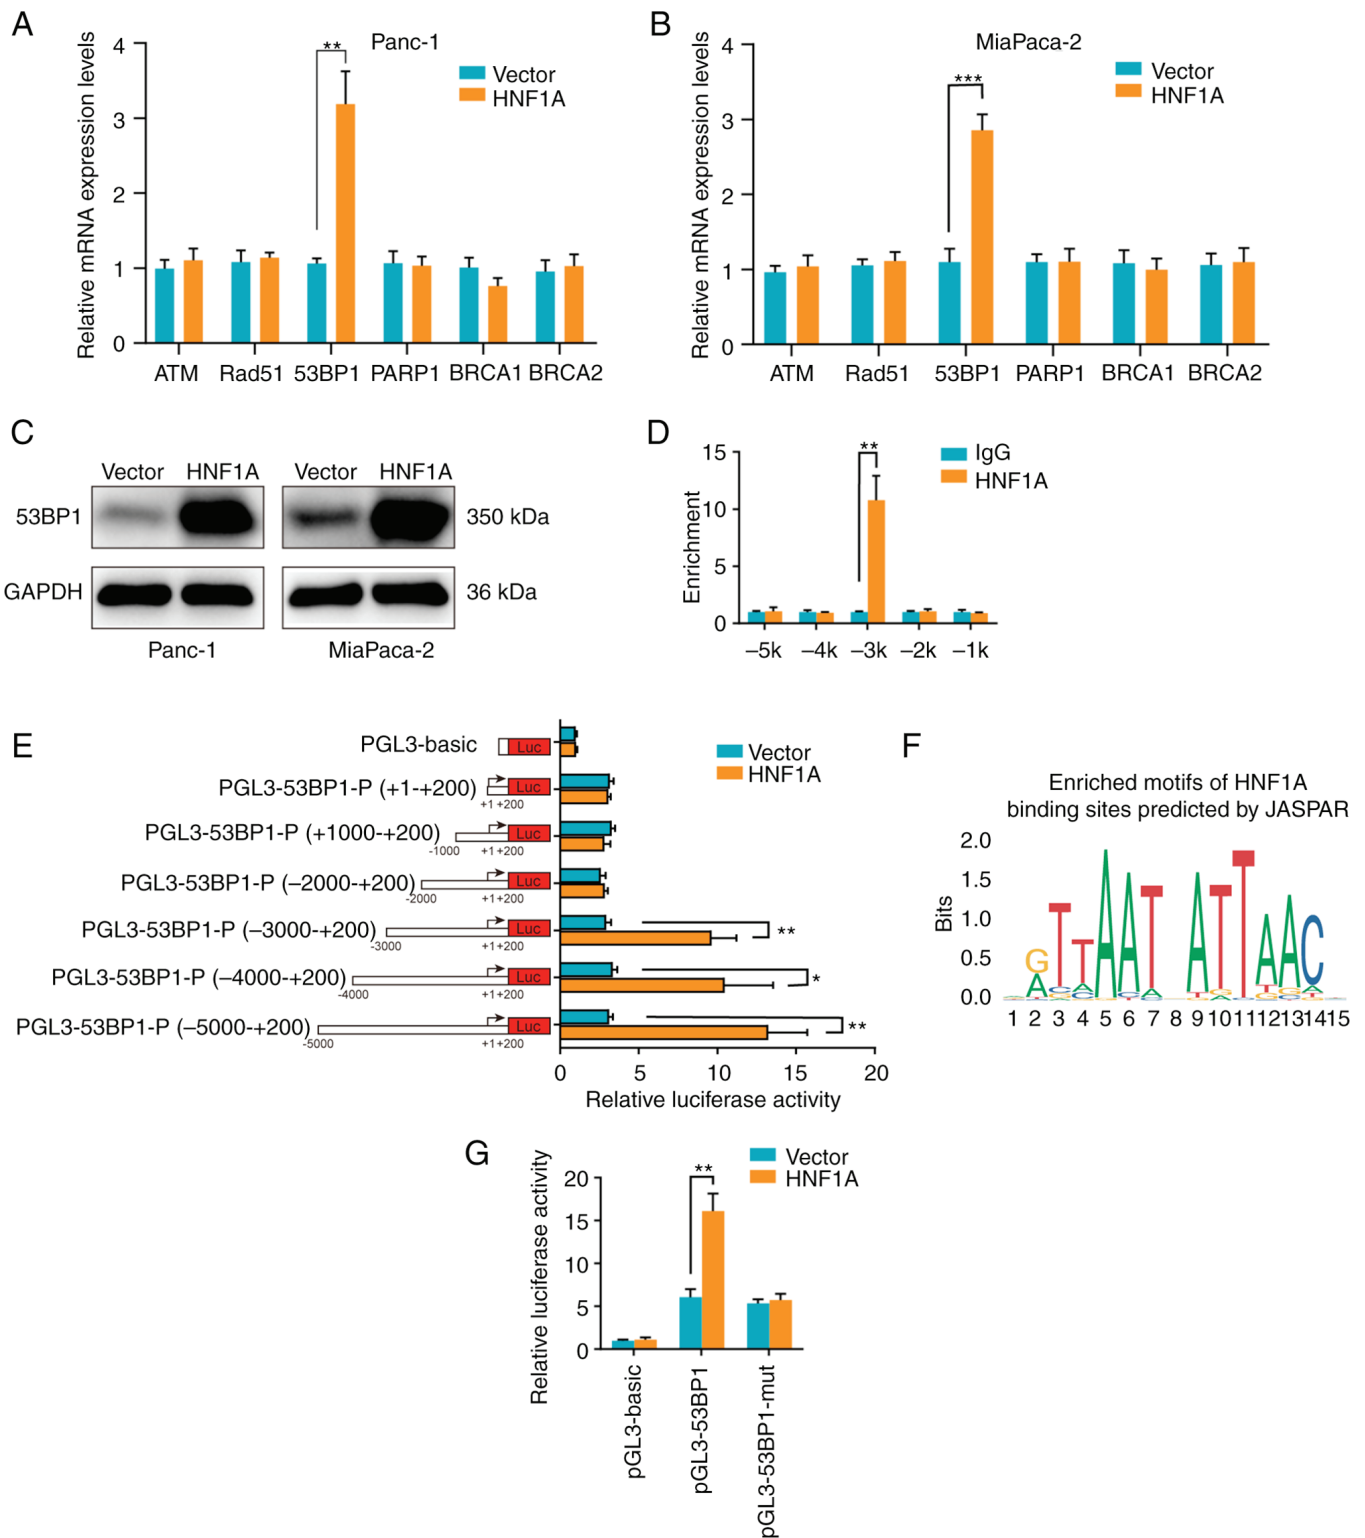 A
Panc-1
Relative mRNA expression levels
4
3
2
1
0
**
Vector
HNF1A
ATM Rad51 53BP1 PARP1 BRCA1 BRCA2
B
MiaPaca-2
Relative mRNA expression levels
4
3
2
1
0
***
Vector
HNF1A
ATM Rad51 53BP1 PARP1 BRCA1 BRCA2
C
Vector HNF1A Vector HNF1A
53BP1 350 kDa
GAPDH 36 kDa
Panc-1 MiaPaca-2
D
Enrichment
15
10
5
0
**
IgG
HNF1A
–5k –4k –3k –2k –1k
E
Vector
HNF1A
PGL3-basic Luc
PGL3-53BP1-P (+1-+200) Luc
+1 +200
PGL3-53BP1-P (+1000-+200) Luc
-1000 +1 +200
PGL3-53BP1-P (–2000-+200) Luc
-2000 +1 +200
PGL3-53BP1-P (–3000-+200) Luc **
-3000 +1 +200
PGL3-53BP1-P (–4000-+200) Luc *
-4000 +1 +200
PGL3-53BP1-P (–5000-+200) Luc **
-5000 +1 +200
0 5 10 15 20
Relative luciferase activity
F
Enriched motifs of HNF1A
binding sites predicted by JASPAR
Bits
2.0
1.5
1.0
0.5
0.0
GTTAAT ATTAAC
1 2 3 4 5 6 7 8 9 10 11 12 13 14 15
G
Relative luciferase activity
20
15
10
5
0
**
Vector
HNF1A
pGL3-basic
pGL3-53BP1
pGL3-53BP1-mut